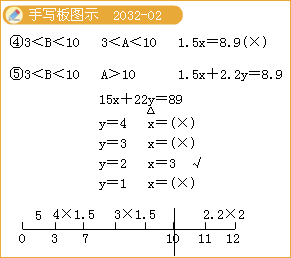 手写板图示 2032-02
④3<B<10 3<A<10 1.5x=8.9(×)
⑤3<B<10 A>10 1.5x+2.2y=8.9
15x+22y=89
△
y=4 x=(×)
y=3 x=(×)
y=2 x=3 √
y=1 x=(×)
5 4×1.5 3×1.5 2.2×2
0 3 7 10 11 12